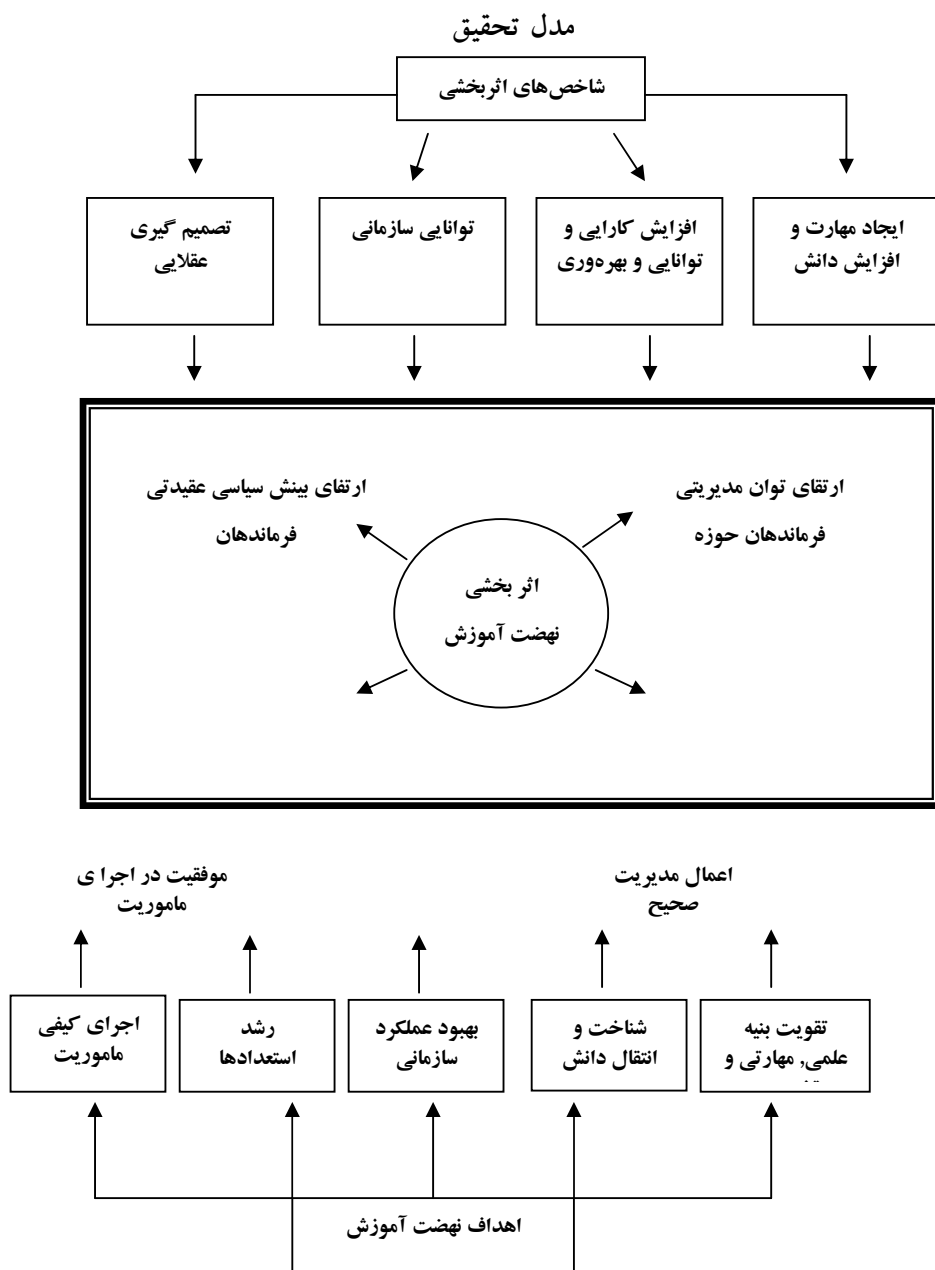 مدل تحقیق
شاخص‌های اثربخشی
ایجاد مهارت و
افزایش دانش
افزایش کارایی و
توانایی و بهره‌وری
توانایی سازمانی
تصمیم گیری
عقلایی
ارتقای توان مدیریتی
فرماندهان حوزه
ارتفای بینش سیاسی عقیدتی
فرماندهان
اثر بخشی
نهضت آموزش
اعمال مدیریت
صحیح
موفقیت در اجرا ی
ماموریت
تقویت بنیه
علمی, مهارتی و
شناخت و
انتقال دانش
بهبود عملکرد
سازمانی
رشد
استعدادها
اجرای کیفی
ماموریت
اهداف نهضت آموزش